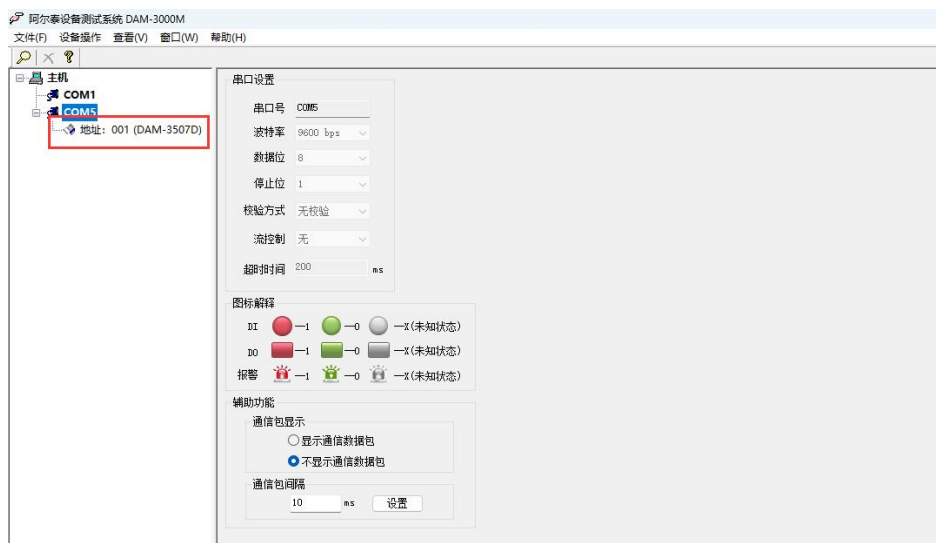 阿尔泰设备测试系统 DAM-3000M
文件(F) 设备操作 查看(V) 窗口(W) 帮助(H)
主机
COM1
COM5
地址：001 (DAM-3507D)
串口设置
串口号 COM5
波特率 9600 bps
数据位 8
停止位 1
校验方式 无校验
流控制 无
超时时间 200 ms
图标解释
DI —1 —0 —X(未知状态)
DO —1 —0 —X(未知状态)
报警 —1 —0 —X(未知状态)
辅助功能
通信包显示
显示通信数据包
不显示通信数据包
通信包间隔
10 ms 设置